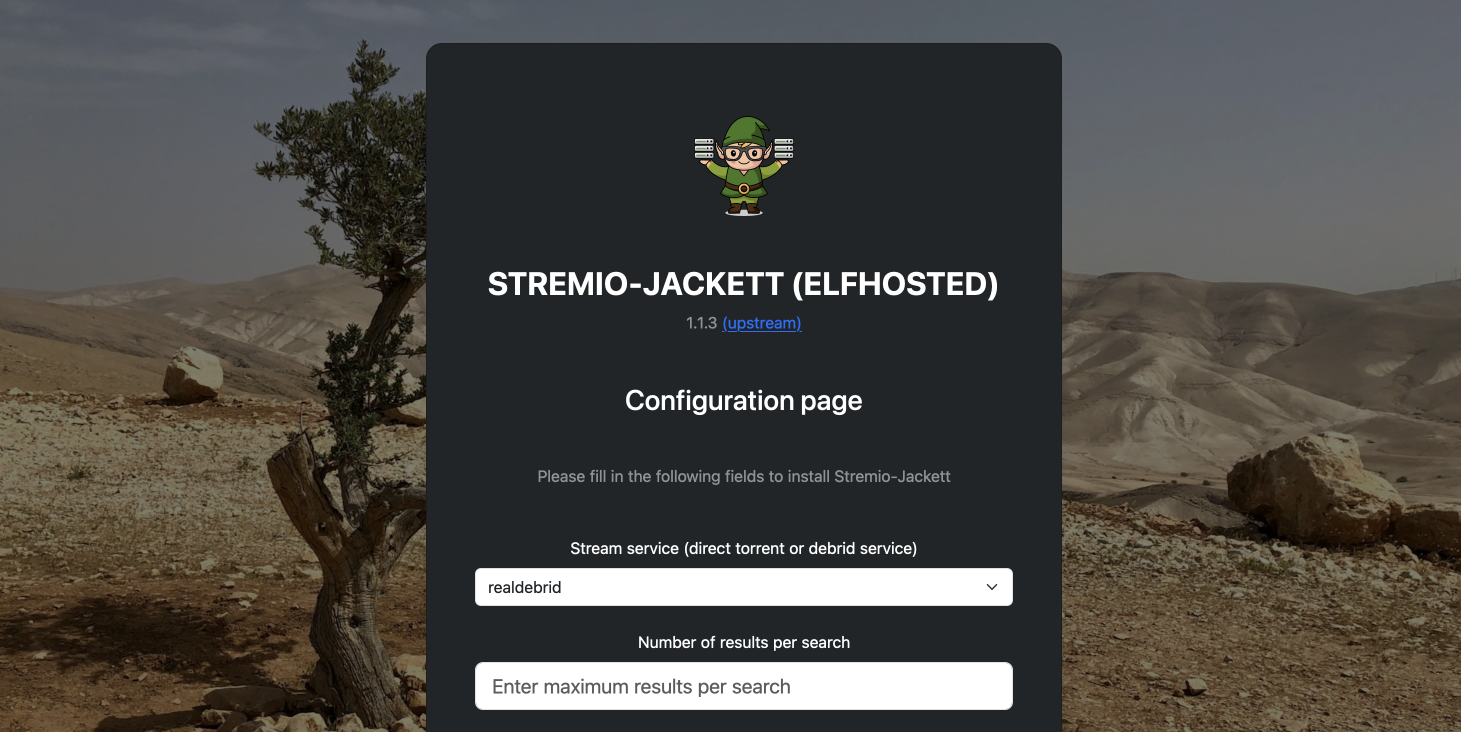 STREMIO-JACKETT (ELFHOSTED)
1.1.3 (upstream)
Configuration page
Please fill in the following fields to install Stremio-Jackett
Stream service (direct torrent or debrid service)
realdebrid
Number of results per search
Enter maximum results per search